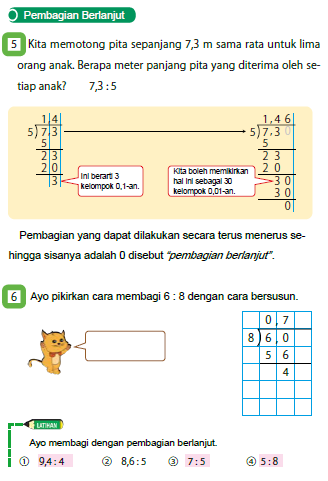 Pembagian Berlanjut
5 Kita memotong pita sepanjang 7,3 m sama rata untuk lima
orang anak. Berapa meter panjang pita yang diterima oleh se-
tiap anak? 7,3 : 5
1,4
5)7,3
5
2 3
2 0
3
Ini berarti 3
kelompok 0,1-an.
Kita boleh memikirkan
hal ini sebagai 30
kelompok 0,01-an.
1,4 6
5)7,3 0
5
2 3
2 0
3 0
3 0
0
Pembagian yang dapat dilakukan secara terus menerus se-
hingga sisanya adalah 0 disebut "pembagian berlanjut".
6 Ayo pikirkan cara membagi 6 : 8 dengan cara bersusun.
0,7
8)6,0
5 6
4
LATIHAN
Ayo membagi dengan pembagian berlanjut.
① 9,4 : 4 ② 8,6 : 5 ③ 7 : 5 ④ 5 : 8